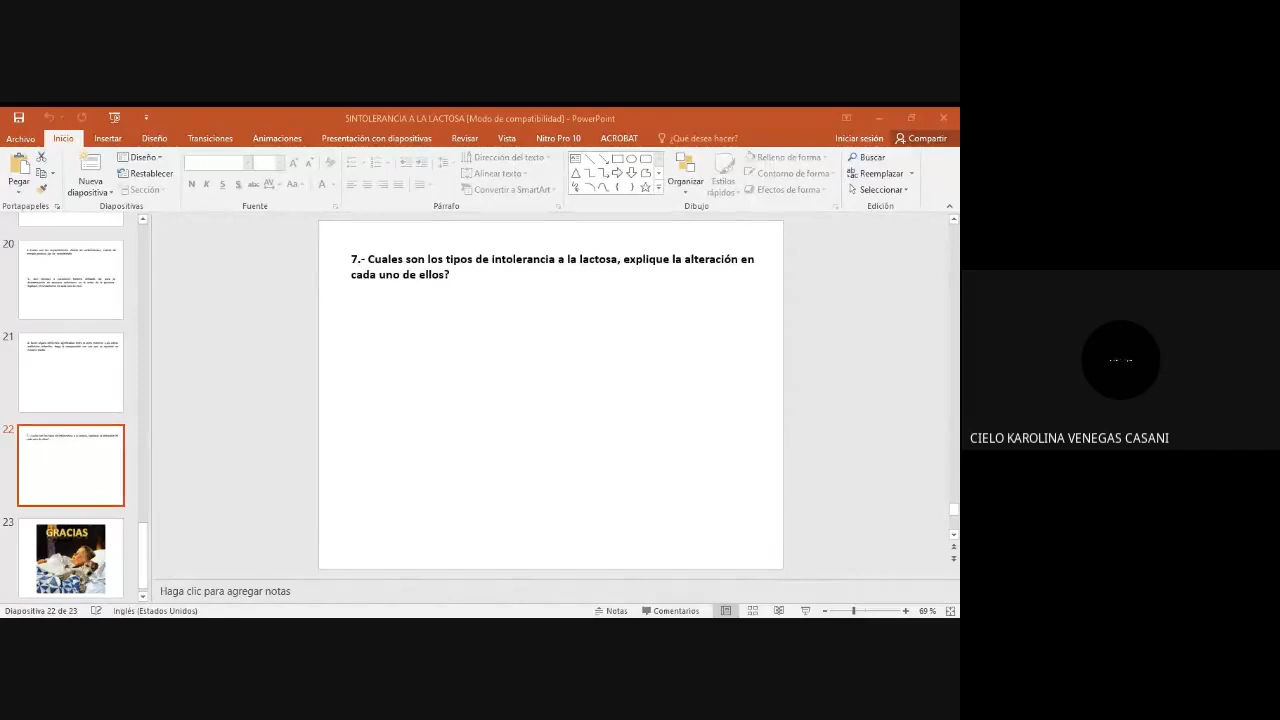 SINTOLERANCIA A LA LACTOSA [Modo de compatibilidad] - PowerPoint
Archivo Inicio Insertar Diseño Transiciones Animaciones Presentación con diapositivas Revisar Vista Nitro Pro 10 ACROBAT ¿Qué desea hacer? Iniciar sesión Compartir
Pegar
Nueva diapositiva
Diseño
Restablecer
Sección
N K S S abc AV Aa A
Dirección del texto
Alinear texto
Convertir a SmartArt
Organizar
Estilos rápidos
Relleno de forma
Contorno de forma
Efectos de forma
Buscar
Reemplazar
Seleccionar
Portapapeles Diapositivas Fuente Párrafo Dibujo Edición
20
21
22
23
GRACIAS
7.- Cuales son los tipos de intolerancia a la lactosa, explique la alteración en
cada uno de ellos?
Haga clic para agregar notas
Diapositiva 22 de 23 Inglés (Estados Unidos) Notas Comentarios 69 %
CIELO KAROLINA VENEGAS CASANI